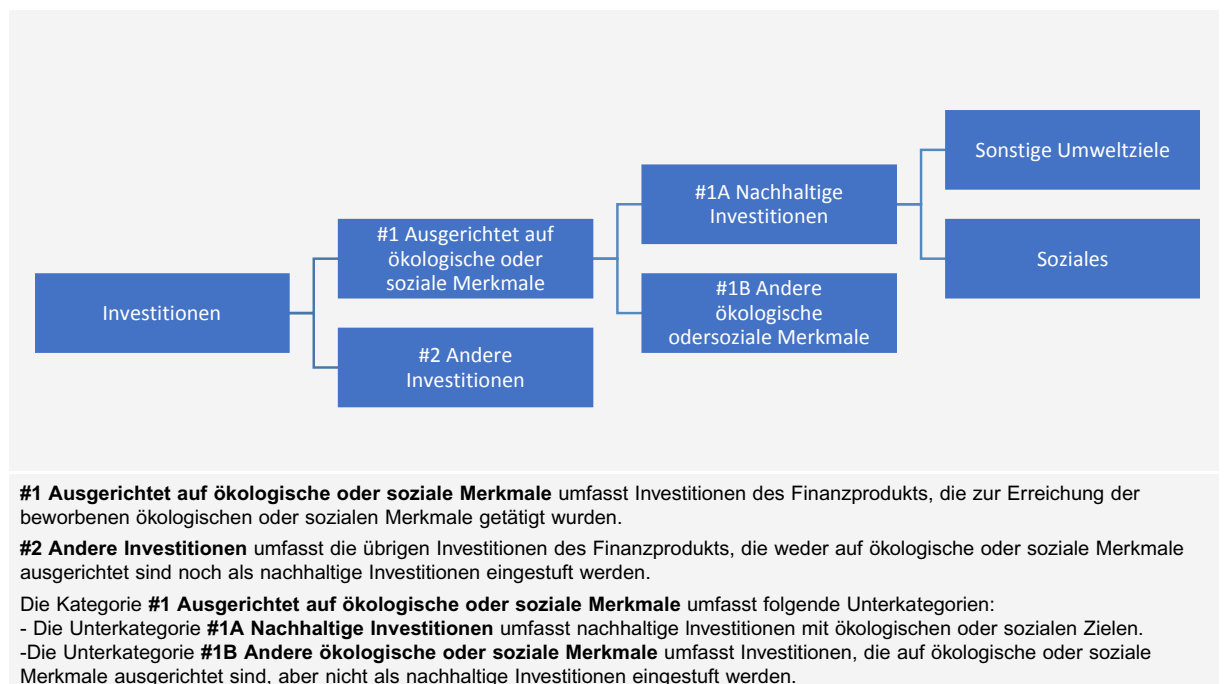 Investitionen
#1 Ausgerichtet auf
ökologische oder
soziale Merkmale
#2 Andere
Investitionen
#1A Nachhaltige
Investitionen
#1B Andere
ökologische
odersoziale Merkmale
Sonstige Umweltziele
Soziales
#1 Ausgerichtet auf ökologische oder soziale Merkmale umfasst Investitionen des Finanzprodukts, die zur Erreichung der
beworbenen ökologischen oder sozialen Merkmale getätigt wurden.
#2 Andere Investitionen umfasst die übrigen Investitionen des Finanzprodukts, die weder auf ökologische oder soziale Merkmale
ausgerichtet sind noch als nachhaltige Investitionen eingestuft werden.
Die Kategorie #1 Ausgerichtet auf ökologische oder soziale Merkmale umfasst folgende Unterkategorien:
- Die Unterkategorie #1A Nachhaltige Investitionen umfasst nachhaltige Investitionen mit ökologischen oder sozialen Zielen.
-Die Unterkategorie #1B Andere ökologische oder soziale Merkmale umfasst Investitionen, die auf ökologische oder soziale
Merkmale ausgerichtet sind, aber nicht als nachhaltige Investitionen eingestuft werden.